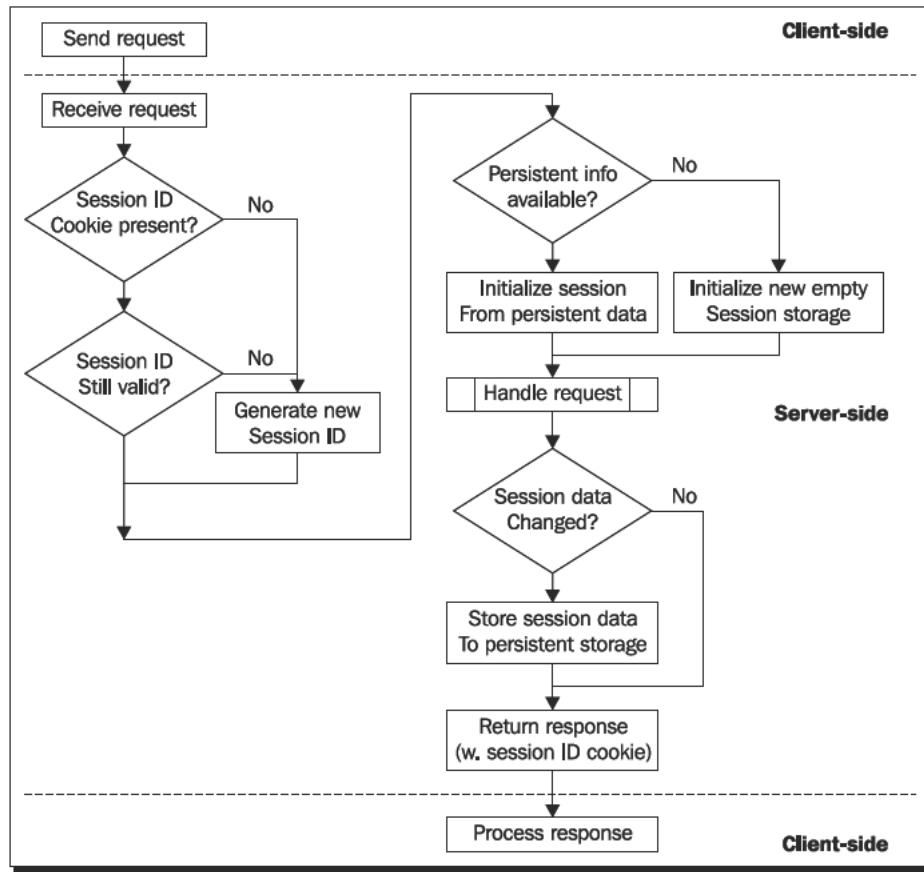 Send request
Client-side
Receive request
Session ID
Cookie present?
No
Session ID
Still valid?
No
Generate new
Session ID
Persistent info
available?
No
Initialize session
From persistent data
Initialize new empty
Session storage
Handle request
Server-side
Session data
Changed?
No
Store session data
To persistent storage
Return response
(w. session ID cookie)
Process response
Client-side